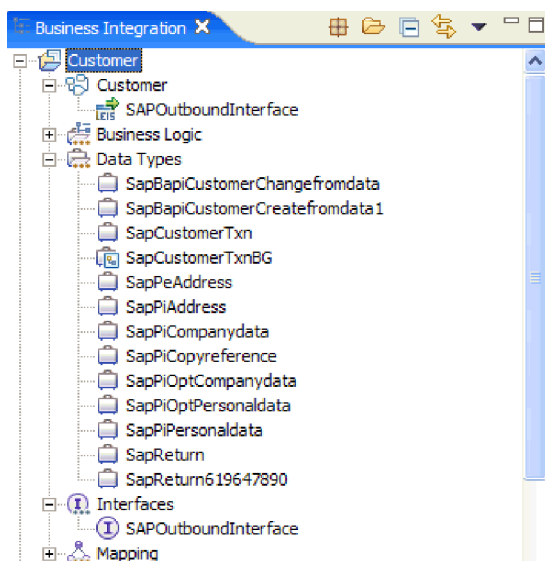 Business Integration
Customer
Customer
EIS
SAPOutboundInterface
Business Logic
Data Types
SapBapiCustomerChangefromdata
SapBapiCustomerCreatefromdata1
SapCustomerTxn
SapCustomerTxnBG
SapPeAddress
SapPiAddress
SapPiCompanydata
SapPiCopyreference
SapPiOptCompanydata
SapPiOptPersonaldata
SapPiPersonaldata
SapReturn
SapReturn619647890
Interfaces
SAPOutboundInterface
Mapping